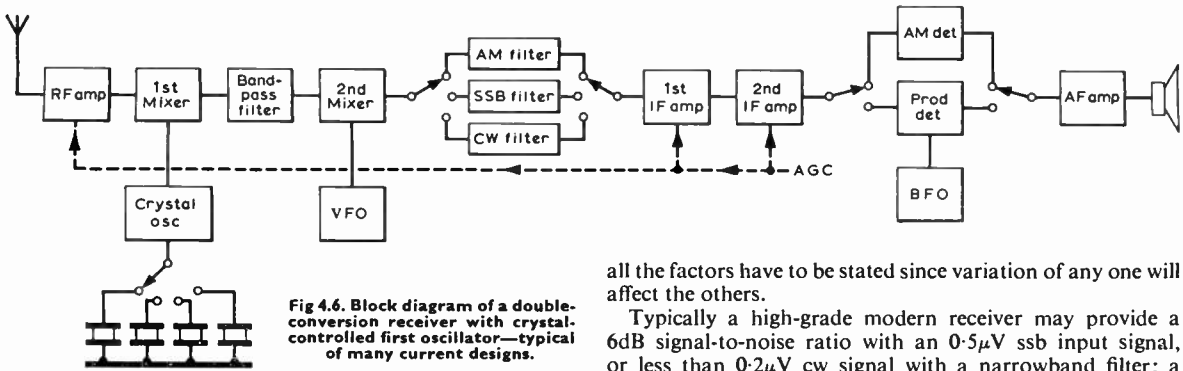 RF amp
1st
Mixer
Band-
pass
filter
2nd
Mixer
AM filter
SSB filter
CW filter
1st
IF amp
2nd
IF amp
AM det
Prod
det
AF amp
AGC
Crystal
osc
VFO
BFO
Fig 4.6. Block diagram of a double-
conversion receiver with crystal-
controlled first oscillator—typical
of many current designs.
all the factors have to be stated since variation of any one will
affect the others.
Typically a high-grade modern receiver may provide a
6dB signal-to-noise ratio with an 0·5μV ssb input signal,
or less than 0·2μV cw signal with a narrowband filter; a